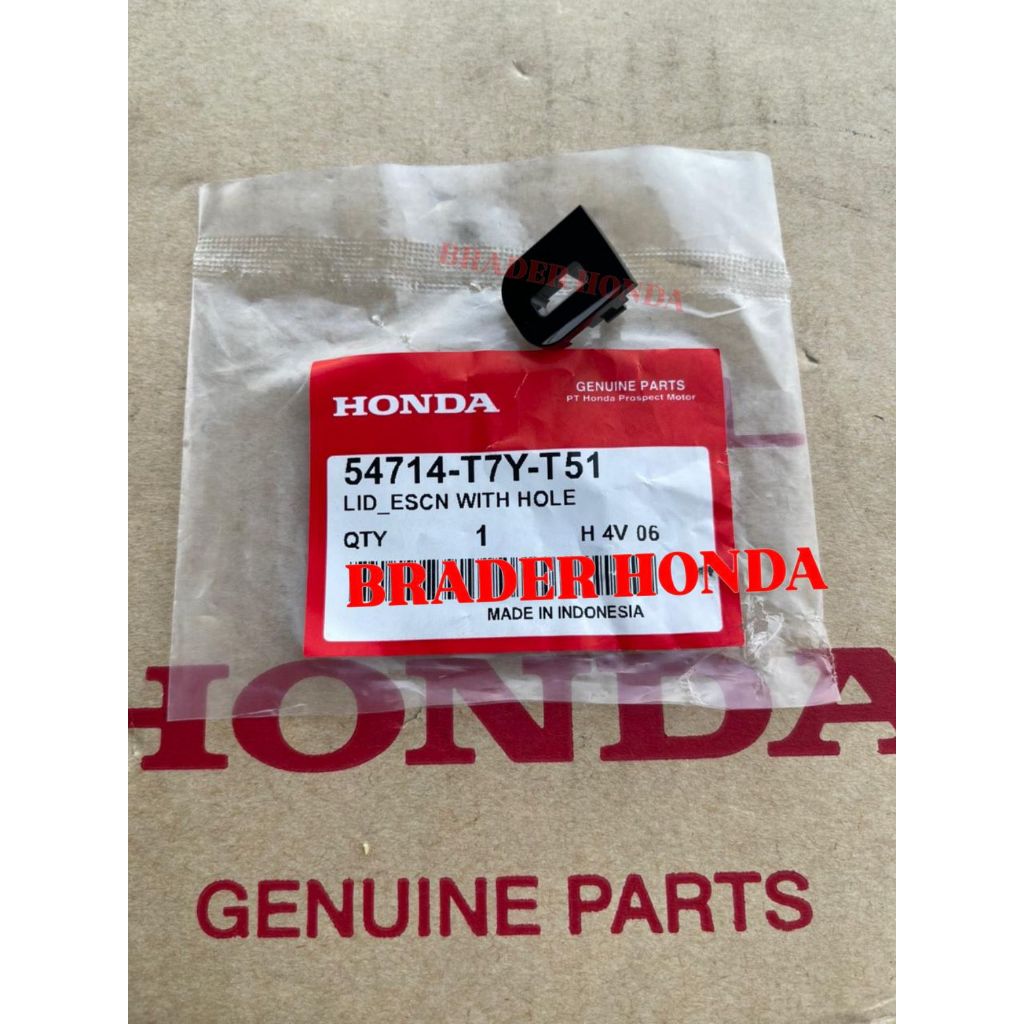 BRADER HONDA
HONDA
GENUINE PARTS
PT Honda Prospect Motor
54714-T7Y-T51
LID_ESCN WITH HOLE
QTY 1 H 4V 06
BRADER HONDA
MADE IN INDONESIA
HONDA
GENUINE PARTS